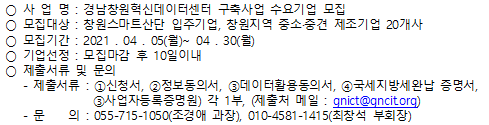 ○ 사 업 명 : 경남창원혁신데이터센터 구축사업 수요기업 모집
○ 모집대상 : 창원스마트산단 입주기업, 창원지역 중소·중견 제조기업 20개사
○ 모집기간 : 2021 . 04 . 05(월)~ 04 . 30(월)
○ 기업선정 : 모집마감 후 10일이내
○ 제출서류 및 문의
- 제출서류 : ①신청서, ②정보동의서, ③데이터활용동의서, ④국세지방세완납 증명서,
③사업자등록증명원) 각 1부, (제출처 메일 : gnict@gncit.org)
- 문 의 : 055-715-1050(조경애 과장), 010-4581-1415(최창석 부회장)